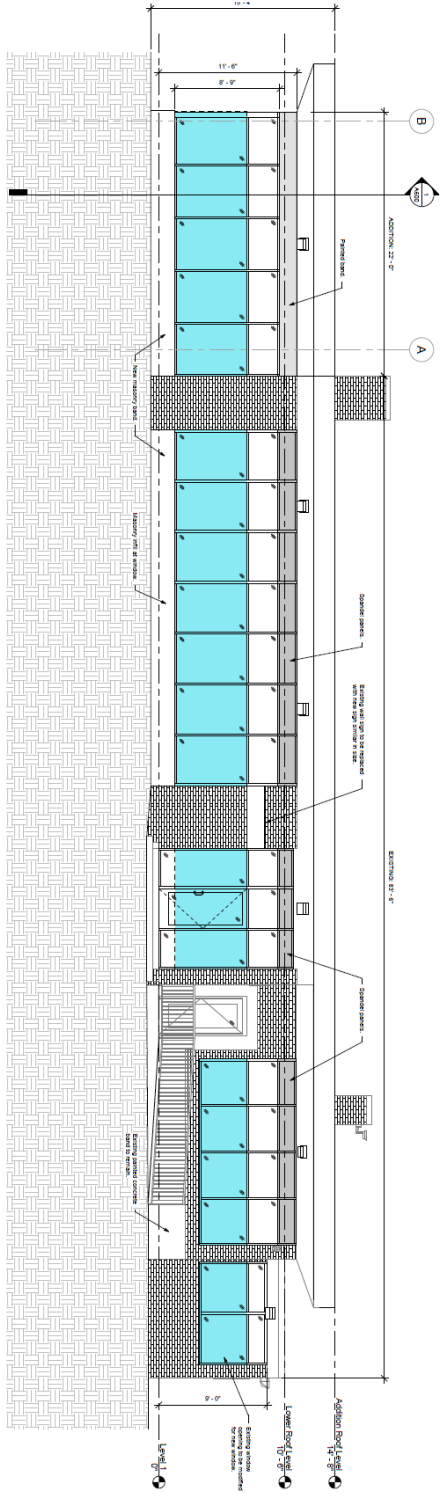 B
1
A600
A
ADDITION: 22' - 0"
EXISTING: 83' - 6"
11' - 6"
8' - 9"
Painted band.
New masonry band.
Masonry infill at window.
Spandrel panels.
Existing wall sign to be replaced
with new sign similar in size.
Spandrel panels.
Existing painted concrete
band to remain.
9' - 0"
Existing window
opening to be modified
for new window.
Addition Roof Level
14' - 8"
Lower Roof Level
10' - 6"
Level 1
0"